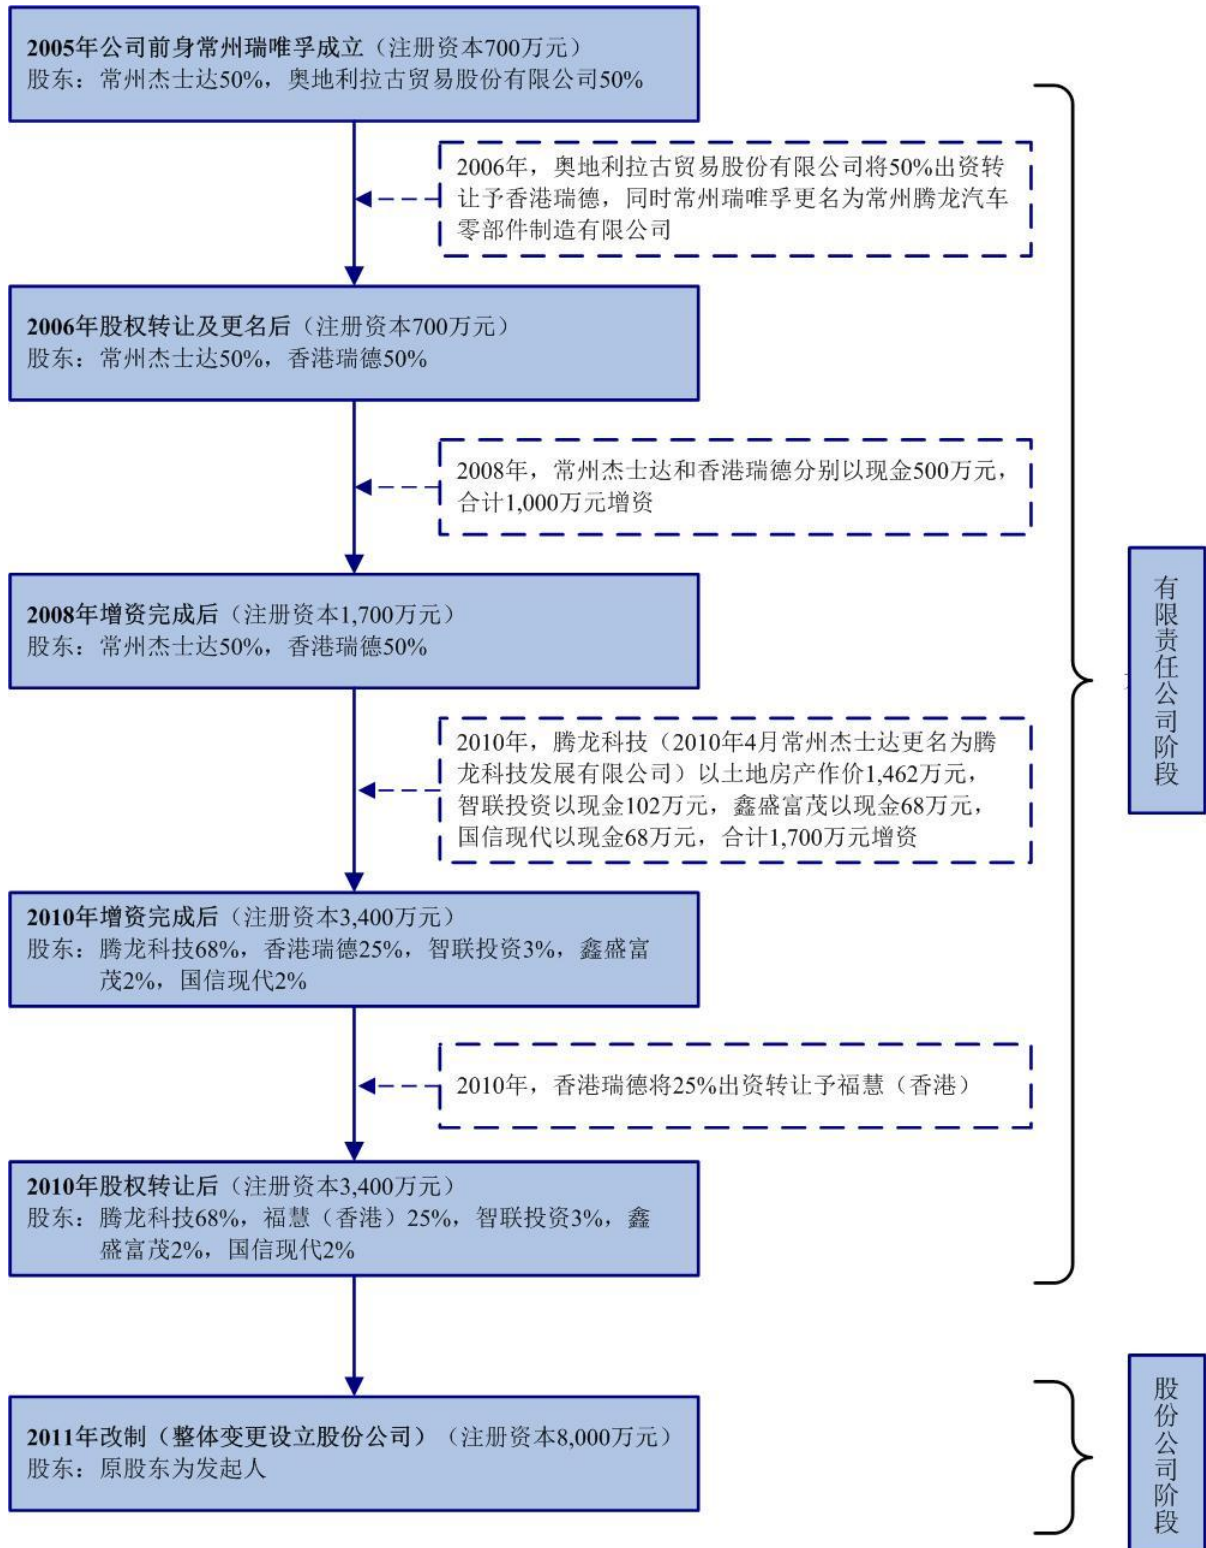 2005年公司前身常州瑞唯孚成立（注册资本700万元）
股东：常州杰士达50%，奥地利拉古贸易股份有限公司50%
2006年，奥地利拉古贸易股份有限公司将50%出资转
让予香港瑞德，同时常州瑞唯孚更名为常州腾龙汽车
零部件制造有限公司
2006年股权转让及更名后（注册资本700万元）
股东：常州杰士达50%，香港瑞德50%
2008年，常州杰士达和香港瑞德分别以现金500万元，
合计1,000万元增资
2008年增资完成后（注册资本1,700万元）
股东：常州杰士达50%，香港瑞德50%
2010年，腾龙科技（2010年4月常州杰士达更名为腾
龙科技发展有限公司）以土地房产作价1,462万元，
智联投资以现金102万元，鑫盛富茂以现金68万元，
国信现代以现金68万元，合计1,700万元增资
2010年增资完成后（注册资本3,400万元）
股东：腾龙科技68%，香港瑞德25%，智联投资3%，鑫盛富
茂2%，国信现代2%
2010年，香港瑞德将25%出资转让予福慧（香港）
2010年股权转让后（注册资本3,400万元）
股东：腾龙科技68%，福慧（香港）25%，智联投资3%，鑫
盛富茂2%，国信现代2%
有限责任公司阶段
2011年改制（整体变更设立股份公司）（注册资本8,000万元）
股东：原股东为发起人
股份公司阶段